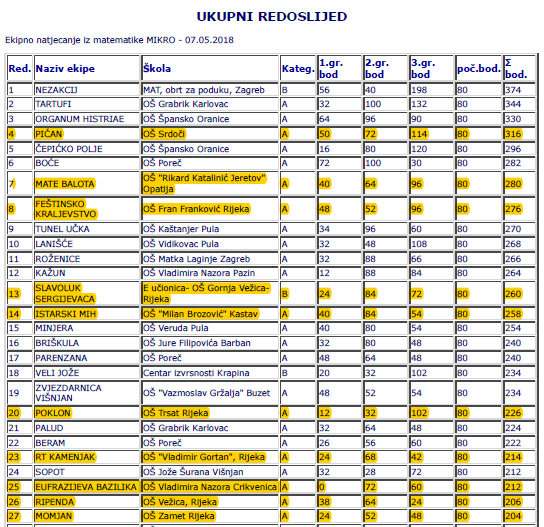 UKUPNI REDOSLIJED
Ekipno natjecanje iz matematike MIKRO - 07.05.2018
Red. Naziv ekipe Škola Kateg. 1.gr. bod 2.gr. bod 3.gr. bod poč.bod. Σ bod.
1 NEZAKCIJ MAT, obrt za poduku, Zagreb B 56 40 198 80 374
2 TARTUFI OŠ Grabrik Karlovac A 32 100 132 80 344
3 ORGANUM HISTRIAE OŠ Špansko Oranice A 64 96 90 80 330
4 PIĆAN OŠ Srdoči A 50 72 114 80 316
5 ČEPIĆKO POLJE OŠ Špansko Oranice A 16 80 120 80 296
6 BOĆE OŠ Poreč A 72 100 30 80 282
7 MATE BALOTA OŠ "Rikard Katalinić Jeretov" Opatija A 40 64 96 80 280
8 FEŠTINSKO KRALJEVSTVO OŠ Fran Franković Rijeka A 48 52 96 80 276
9 TUNEL UČKA OŠ Kaštanjer Pula A 34 96 60 80 270
10 LANIŠĆE OŠ Vidikovac Pula A 32 48 108 80 268
11 ROŽENICE OŠ Matka Laginje Zagreb A 32 88 66 80 266
12 KAŽUN OŠ Vladimira Nazora Pazin A 12 88 84 80 264
13 SLAVOLUK SERGIJEVACA E učionica- OŠ Gornja Vežica- Rijeka B 24 84 72 80 260
14 ISTARSKI MIH OŠ "Milan Brozović" Kastav A 40 84 54 80 258
15 MINJERA OŠ Veruda Pula A 40 80 54 80 254
16 BRIŠKULA OŠ Jure Filipovića Barban A 32 80 48 80 240
17 PARENZANA OŠ Poreč A 48 64 48 80 240
18 VELI JOŽE Centar izvrsnosti Krapina B 20 32 102 80 234
19 ZVJEZDARNICA VIŠNJAN OŠ "Vazmoslav Gržalja" Buzet A 48 52 54 80 234
20 POKLON OŠ Trsat Rijeka A 12 32 102 80 226
21 PALUD OŠ Grabrik Karlovac A 32 64 48 80 224
22 BERAM OŠ Poreč A 26 56 60 80 222
23 RT KAMENJAK OŠ "Vladimir Gortan", Rijeka A 24 68 42 80 214
24 SOPOT OŠ Jože Šurana Višnjan A 32 28 72 80 212
25 EUFRAZIJEVA BAZILIKA OŠ Vladimira Nazora Crikvenica A 0 72 60 80 212
26 RIPENDA OŠ Vežica, Rijeka A 38 64 24 80 206
27 MOMJAN OŠ Zamet Rijeka A 24 52 48 80 204